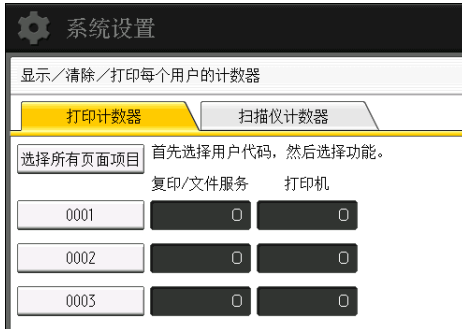 系统设置
显示／清除／打印每个用户的计数器
打印计数器 扫描仪计数器
选择所有页面项目 首先选择用户代码，然后选择功能。
复印/文件服务 打印机
0001 0 0
0002 0 0
0003 0 0